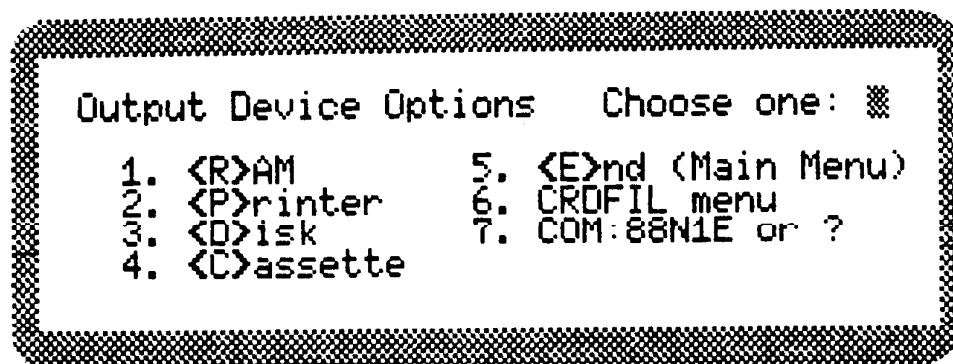 Output Device Options Choose one:
1. <R>AM 5. <E>nd (Main Menu)
2. <P>rinter 6. CRDFIL menu
3. <D>isk 7. COM:88N1E or ?
4. <C>assette